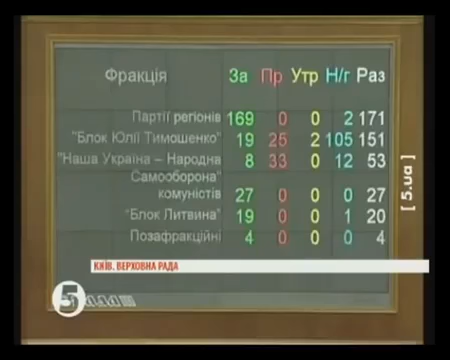 Фракція За Пр Утр Н/г Раз
Партії регіонів 169 0 0 2 171
"Блок Юлії Тимошенко" 19 25 2 105 151
"Наша Україна – Народна 8 33 0 12 53
Самооборона"
комуністів 27 0 0 0 27
"Блок Литвина" 19 0 0 1 20
Позафракційні 4 0 0 0 4
[ 5.ua ]
КИЇВ. ВЕРХОВНА РАДА
5